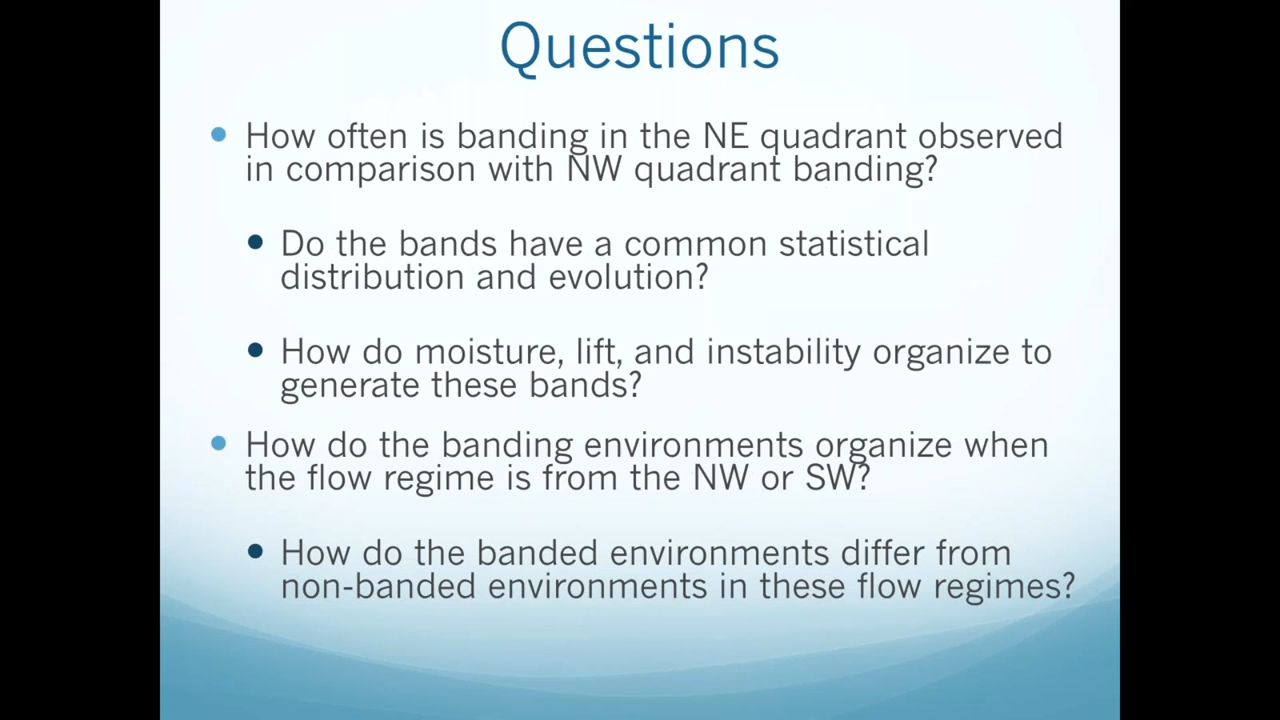 Questions
How often is banding in the NE quadrant observed
in comparison with NW quadrant banding?
Do the bands have a common statistical
distribution and evolution?
How do moisture, lift, and instability organize to
generate these bands?
How do the banding environments organize when
the flow regime is from the NW or SW?
How do the banded environments differ from
non-banded environments in these flow regimes?